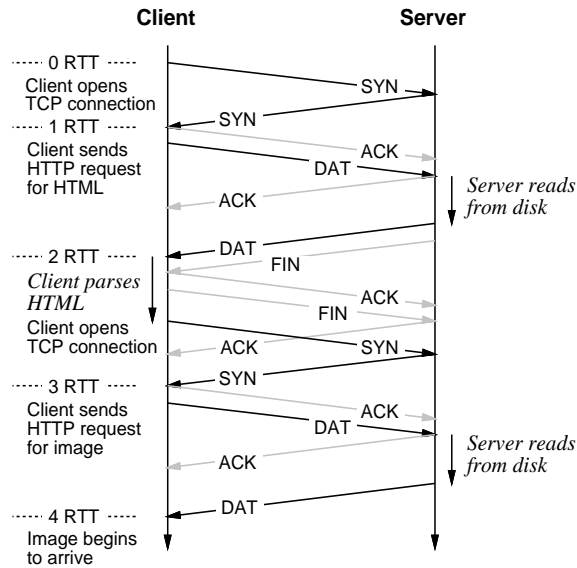 Client Server
0 RTT
Client opens
TCP connection
SYN
SYN
1 RTT
ACK
Client sends
HTTP request
for HTML
DAT
ACK
Server reads
from disk
DAT
2 RTT
FIN
Client parses
HTML
ACK
FIN
Client opens
TCP connection
ACK
SYN
SYN
3 RTT
ACK
Client sends
HTTP request
for image
DAT
ACK
Server reads
from disk
DAT
4 RTT
Image begins
to arrive